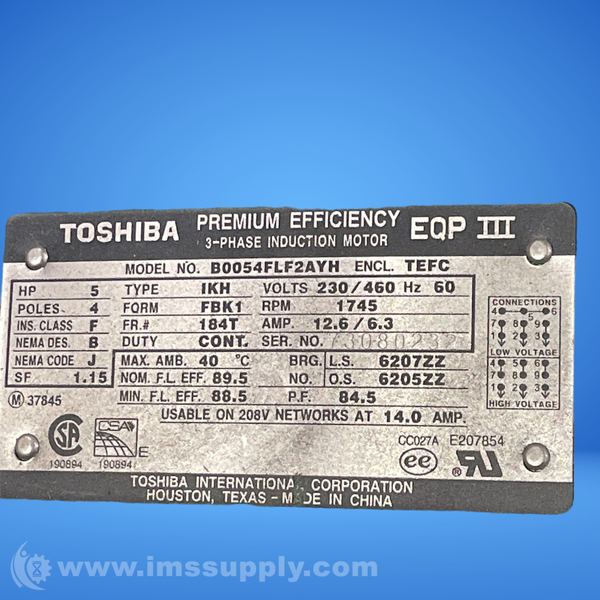 TOSHIBA PREMIUM EFFICIENCY EQP III
3-PHASE INDUCTION MOTOR
MODEL NO. B0054FLF2AYH ENCL. TEFC
HP 5 TYPE IKH VOLTS 230/460 Hz 60
POLES 4 FORM FBK1 RPM 1745
INS. CLASS F FR.# 184T AMP. 12.6/6.3
NEMA DES. B DUTY CONT. SER. NO.
NEMA CODE J MAX. AMB. 40 °C BRG. L.S. 6207ZZ
SF 1.15 NOM. F.L. EFF. 89.5 NO. O.S. 6205ZZ
M 37845 MIN. F.L. EFF. 88.5 P.F. 84.5
USABLE ON 208V NETWORKS AT 14.0 AMP.
CONNECTIONS
4 5 6
7 8 9
1 2 3
LOW VOLTAGE
4 5 6
7 8 9
1 2 3
HIGH VOLTAGE
SA 190894
CSA E 190894
CC027A E207854
ee UR
TOSHIBA INTERNATIONAL CORPORATION
HOUSTON, TEXAS - MADE IN CHINA
www.imssupply.com